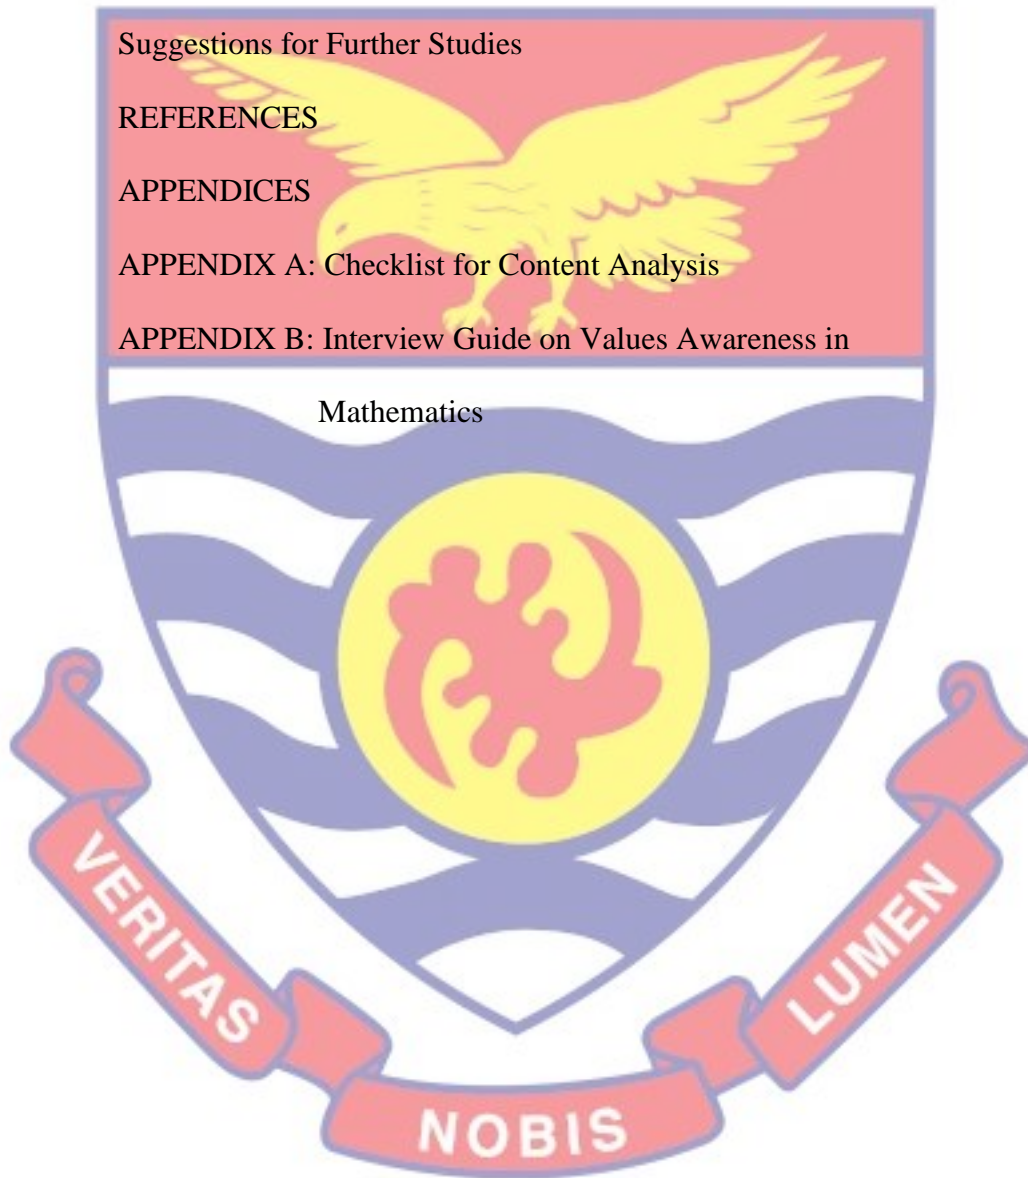 Suggestions for Further Studies
REFERENCES
APPENDICES
APPENDIX A: Checklist for Content Analysis
APPENDIX B: Interview Guide on Values Awareness in
Mathematics
VERITAS
NOBIS
LUMEN